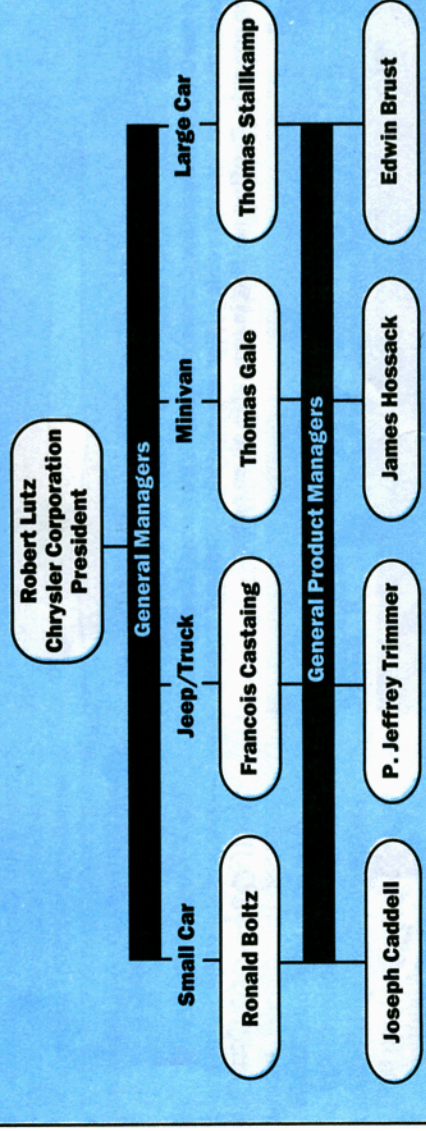 Robert Lutz
Chrysler Corporation
President
General Managers
Small Car
Jeep/Truck
Minivan
Large Car
Ronald Boltz
Francois Castaing
Thomas Gale
Thomas Stallkamp
General Product Managers
Joseph Caddell
P. Jeffrey Trimmer
James Hossack
Edwin Brust